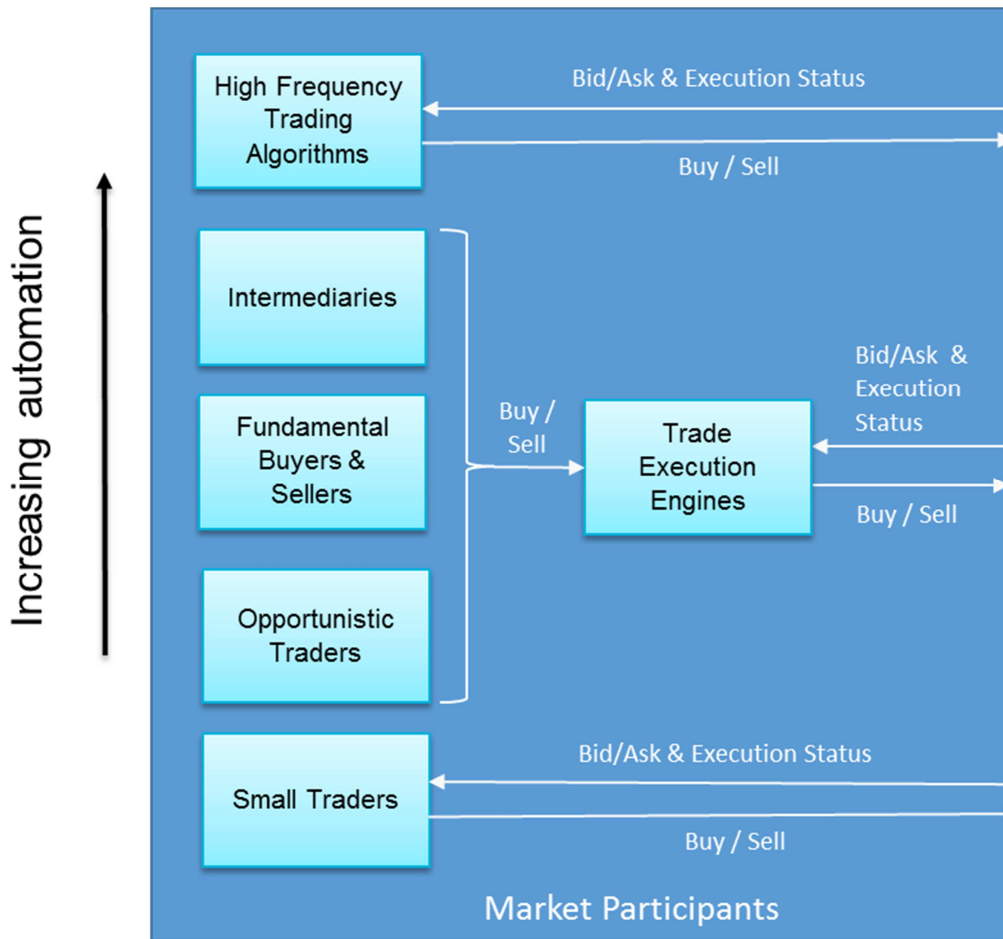 Increasing automation
High Frequency
Trading
Algorithms
Bid/Ask & Execution Status
Buy / Sell
Intermediaries
Fundamental
Buyers &
Sellers
Opportunistic
Traders
Buy /
Sell
Trade
Execution
Engines
Bid/Ask &
Execution
Status
Buy / Sell
Small Traders
Bid/Ask & Execution Status
Buy / Sell
Market Participants